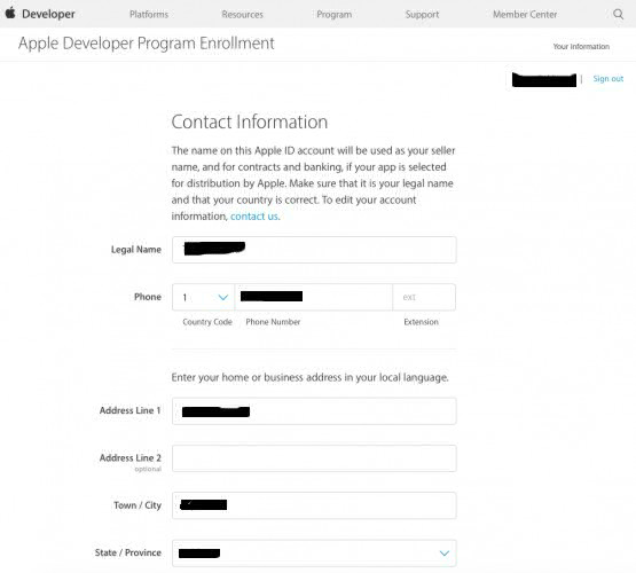 Developer Platforms Resources Program Support Member Center
Apple Developer Program Enrollment Your information
| Sign out
Contact Information
The name on this Apple ID account will be used as your seller
name, and for contracts and banking, if your app is selected
for distribution by Apple. Make sure that it is your legal name
and that your country is correct. To edit your account
information, contact us.
Legal Name
Phone 1 ext
Country Code Phone Number Extension
Enter your home or business address in your local language.
Address Line 1
Address Line 2
optional
Town / City
State / Province